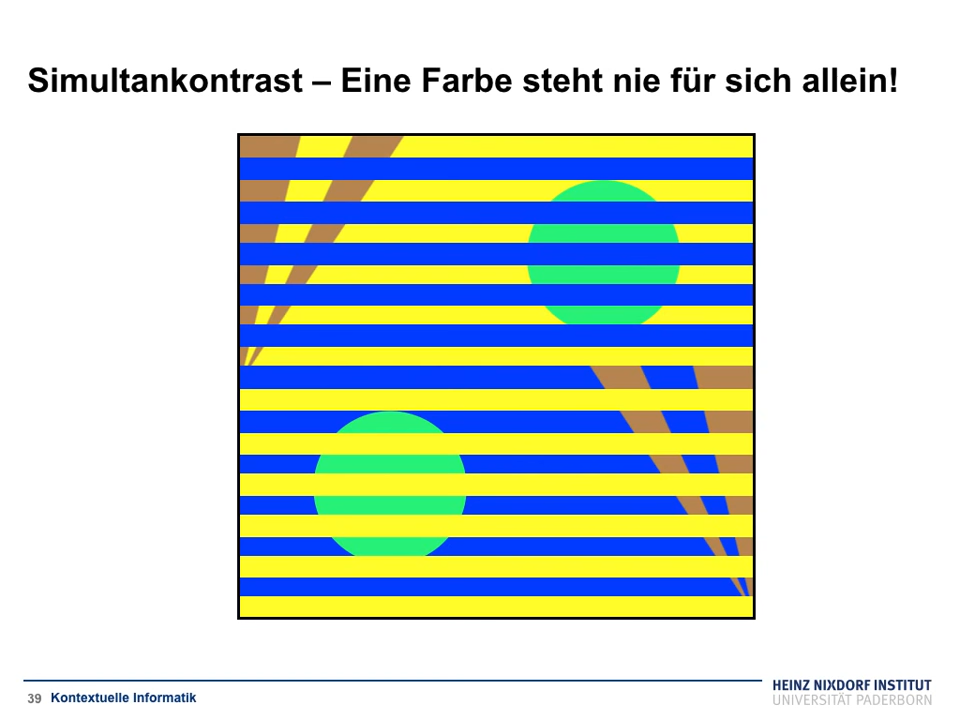 Simultankontrast – Eine Farbe steht nie für sich allein!
39 Kontextuelle Informatik
HEINZ NIXDORF INSTITUT
UNIVERSITÄT PADERBORN